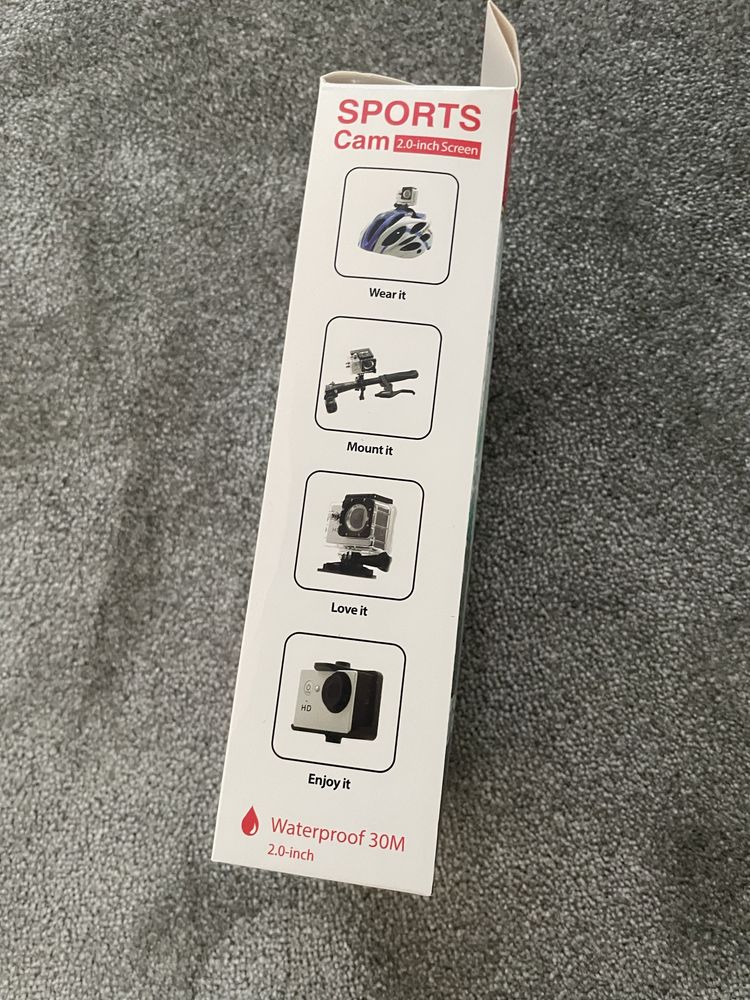 SPORTS
Cam 2.0-inch Screen
Wear it
Mount it
Love it
HD
Enjoy it
Waterproof 30M
2.0-inch